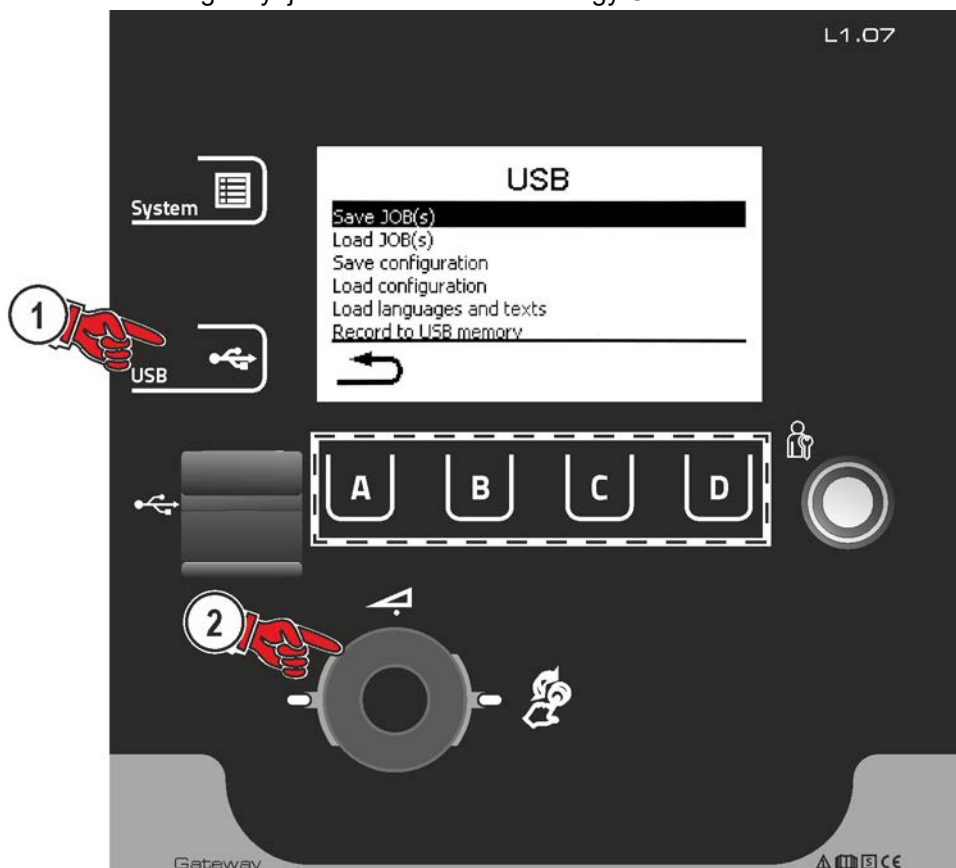 L1.07
System
USB
Save JOB(s)
Load JOB(s)
Save configuration
Load configuration
Load languages and texts
Record to USB memory
1
USB
A B C D
2
Gateway
S CE